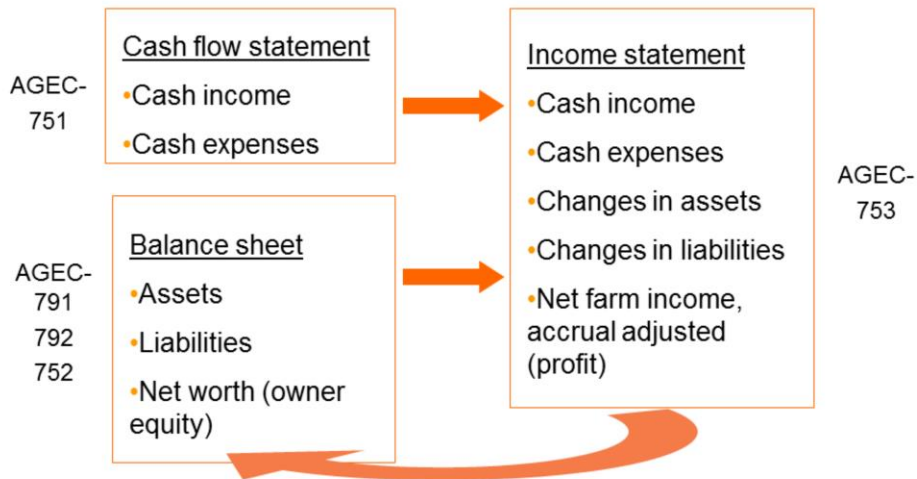 AGEC-
751
Cash flow statement
•Cash income
•Cash expenses
AGEC-
791
792
752
Balance sheet
•Assets
•Liabilities
•Net worth (owner
equity)
Income statement
•Cash income
•Cash expenses
•Changes in assets
•Changes in liabilities
•Net farm income,
accrual adjusted
(profit)
AGEC-
753